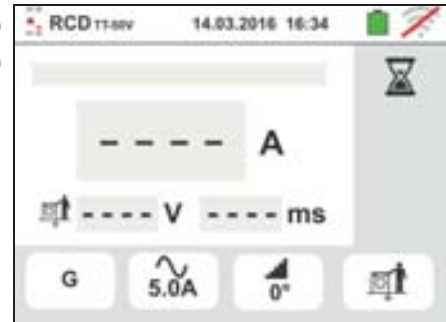 RCD TT-50V 14.03.2016 16:34
- - - - A
- - - - V - - - - ms
G 5.0A 0°